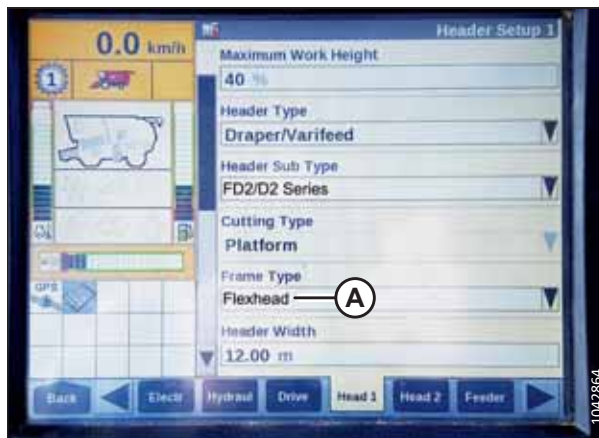 0.0 km/h
1
Header Setup 1
Maximum Work Height
40 %
Header Type
Draper/Varifeed
Header Sub Type
FD2/D2 Series
Cutting Type
Platform
Frame Type
Flexhead
A
GPS
Header Width
12.00 m
Back
Electr
Hydraul
Drive
Head 1
Head 2
Feeder
1042864